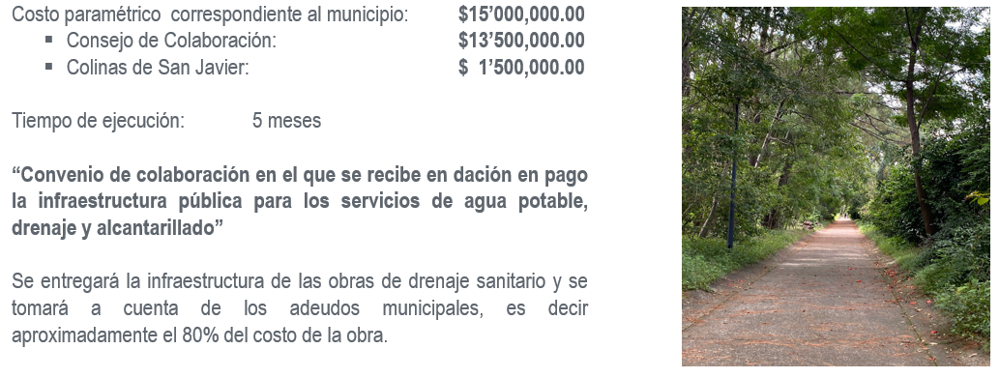 Costo paramétrico correspondiente al municipio: $15’000,000.00
▪ Consejo de Colaboración: $13’500,000.00
▪ Colinas de San Javier: $ 1’500,000.00
Tiempo de ejecución: 5 meses
“Convenio de colaboración en el que se recibe en dación en pago
la infraestructura pública para los servicios de agua potable,
drenaje y alcantarillado”
Se entregará la infraestructura de las obras de drenaje sanitario y se
tomará a cuenta de los adeudos municipales, es decir
aproximadamente el 80% del costo de la obra.